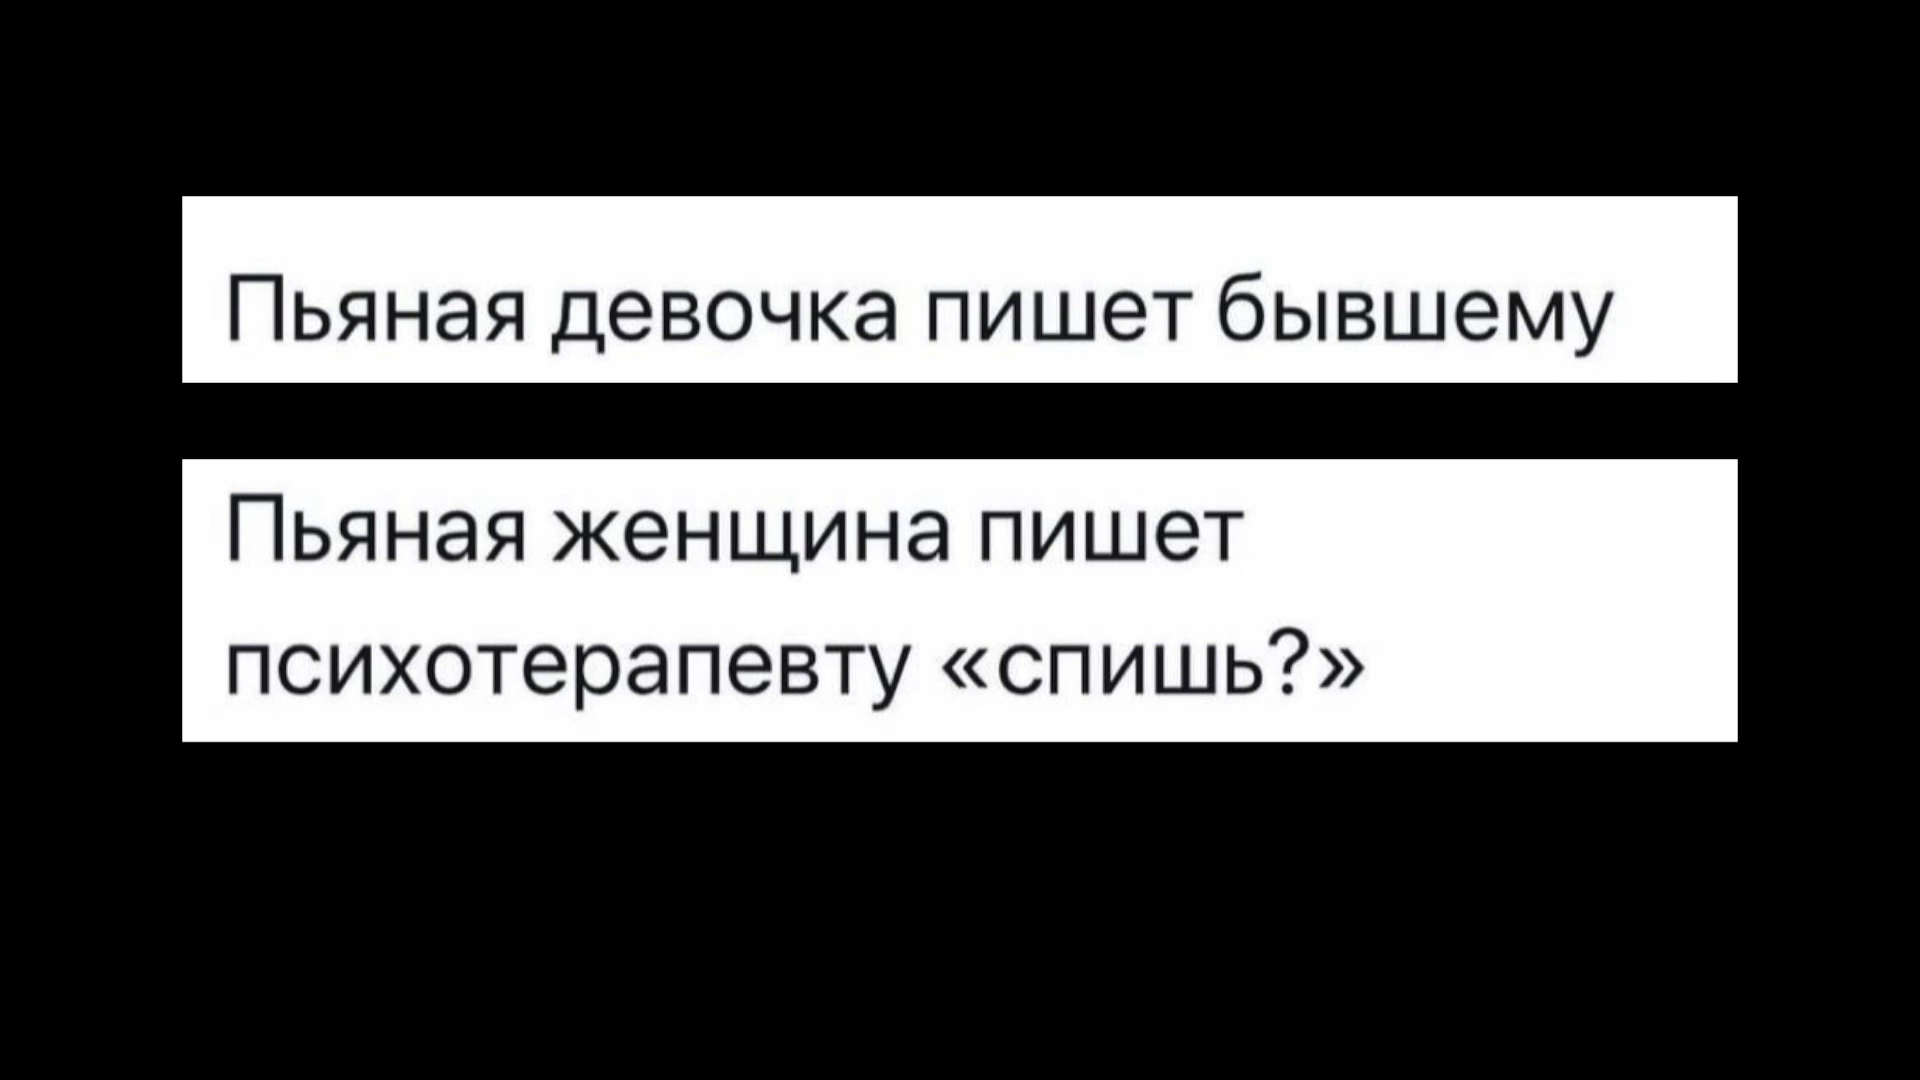 Пьяная девочка пишет бывшему
Пьяная женщина пишет
психотерапевту «спишь?»